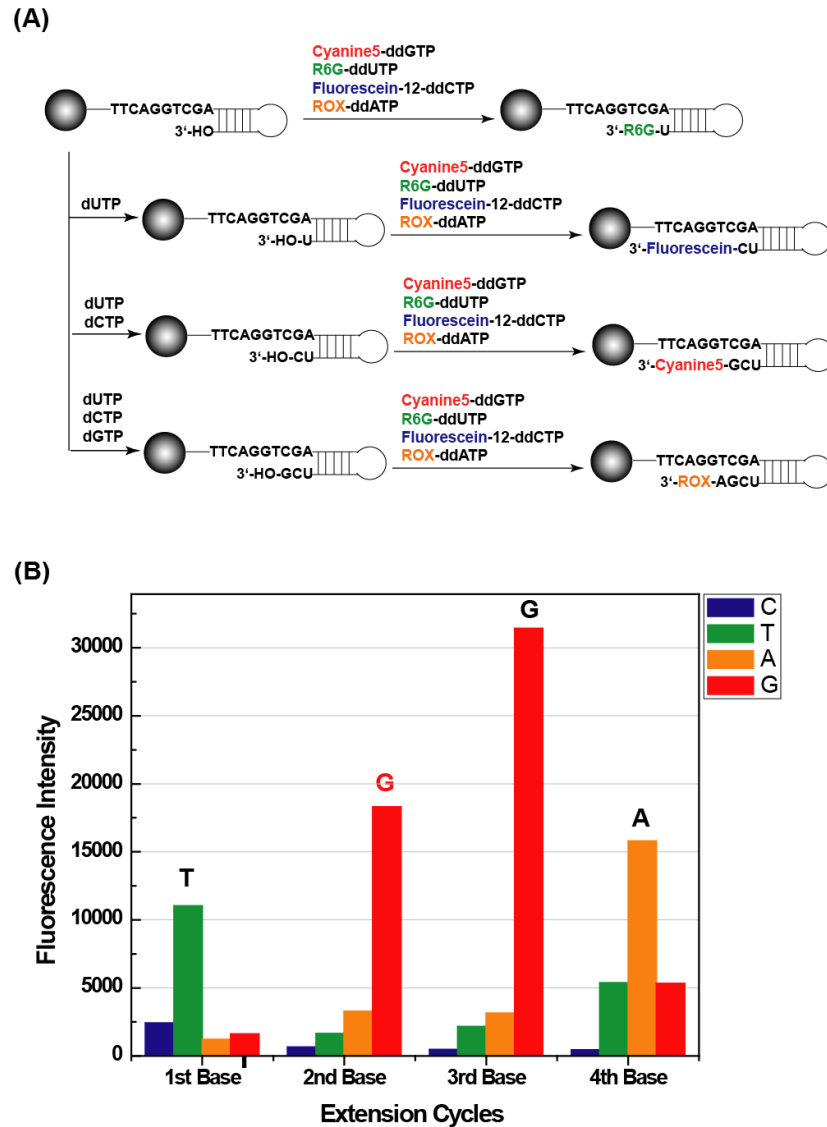 (A)
Cyanine5-ddGTP
R6G-ddUTP
Fluorescein-12-ddCTP
ROX-ddATP
TTCAGGTCGA
3'-HO
TTCAGGTCGA
3'-R6G-U
dUTP
Cyanine5-ddGTP
R6G-ddUTP
Fluorescein-12-ddCTP
ROX-ddATP
TTCAGGTCGA
3'-HO-U
TTCAGGTCGA
3'-Fluorescein-CU
dUTP
dCTP
Cyanine5-ddGTP
R6G-ddUTP
Fluorescein-12-ddCTP
ROX-ddATP
TTCAGGTCGA
3'-HO-CU
TTCAGGTCGA
3'-Cyanine5-GCU
dUTP
dCTP
dGTP
Cyanine5-ddGTP
R6G-ddUTP
Fluorescein-12-ddCTP
ROX-ddATP
TTCAGGTCGA
3'-HO-GCU
TTCAGGTCGA
3'-ROX-AGCU
(B)
Fluorescence Intensity
30000
25000
20000
15000
10000
5000
0
T
G
G
A
C
T
A
G
1st Base
2nd Base
3rd Base
4th Base
Extension Cycles